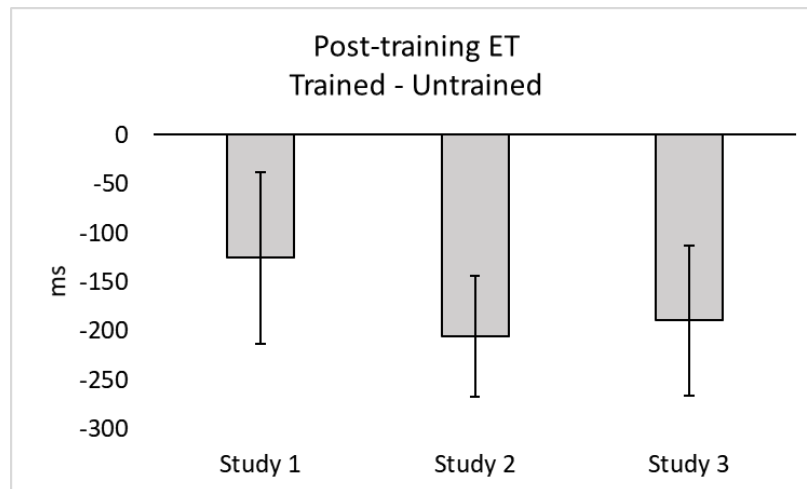 Post-training ET
Trained - Untrained
0
-50
-100
-150
-200
-250
-300
ms
Study 1 Study 2 Study 3